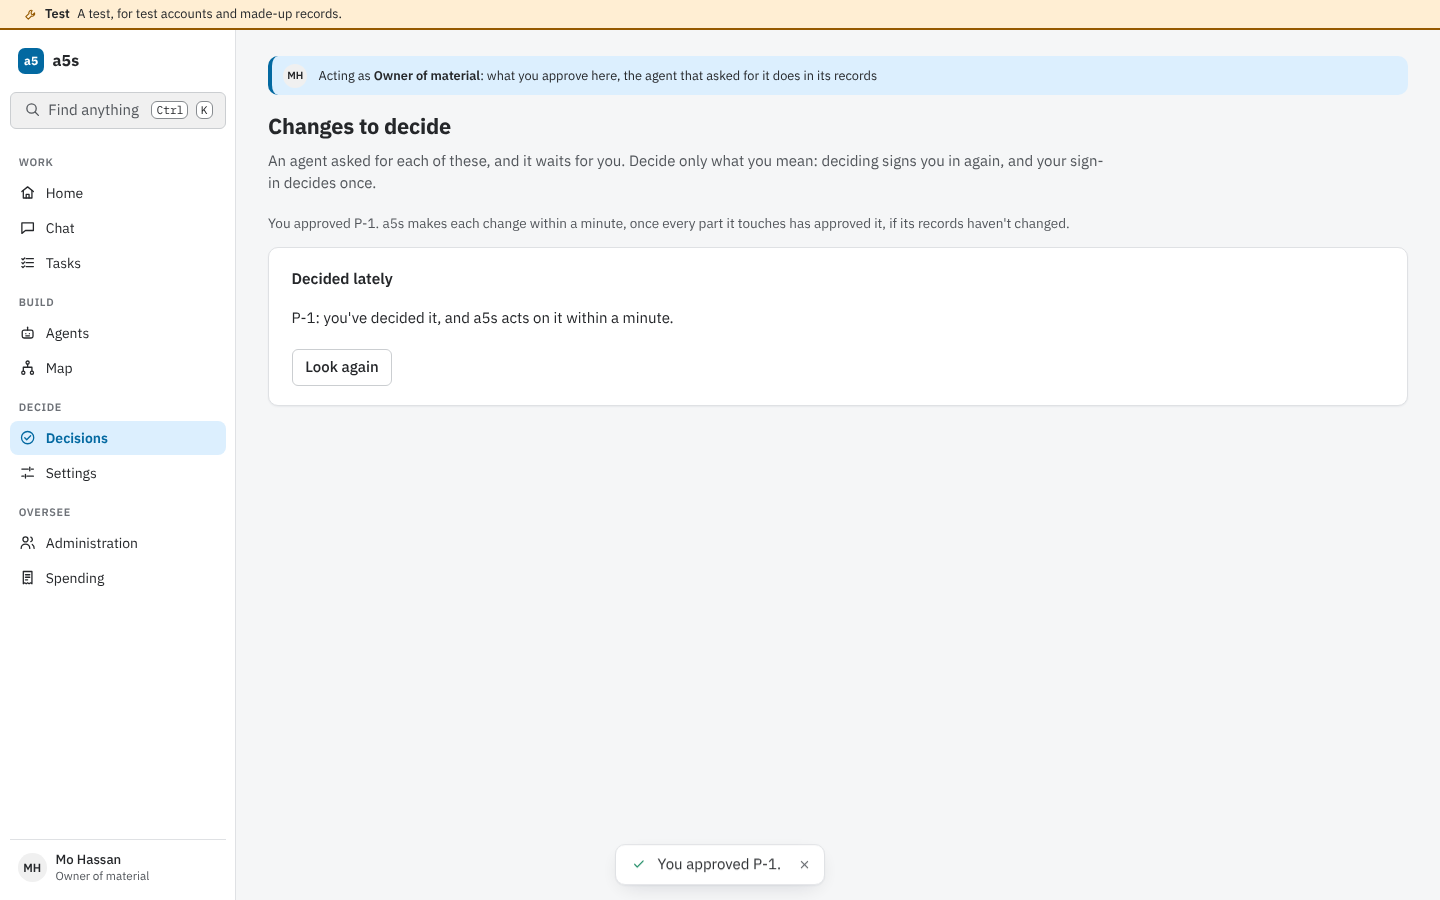 Test A test, for test accounts and made-up records.
a5 a5s
Find anything Ctrl K
WORK
Home
Chat
Tasks
BUILD
Agents
Map
DECIDE
Decisions
Settings
OVERSEE
Administration
Spending
MH Mo Hassan
Owner of material
MH Acting as Owner of material: what you approve here, the agent that asked for it does in its records
Changes to decide
An agent asked for each of these, and it waits for you. Decide only what you mean: deciding signs you in again, and your sign-
in decides once.
You approved P-1. a5s makes each change within a minute, once every part it touches has approved it, if its records haven't changed.
Decided lately
P-1: you've decided it, and a5s acts on it within a minute.
Look again
You approved P-1.